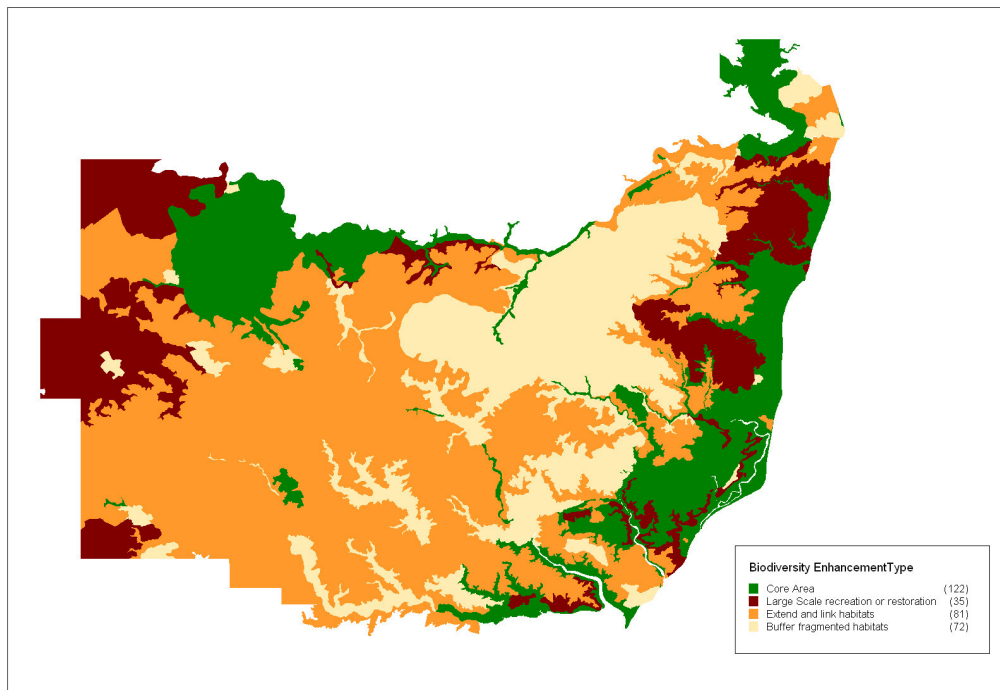 Biodiversity EnhancementType
Core Area (122)
Large Scale recreation or restoration (35)
Extend and link habitats (81)
Buffer fragmented habitats (72)